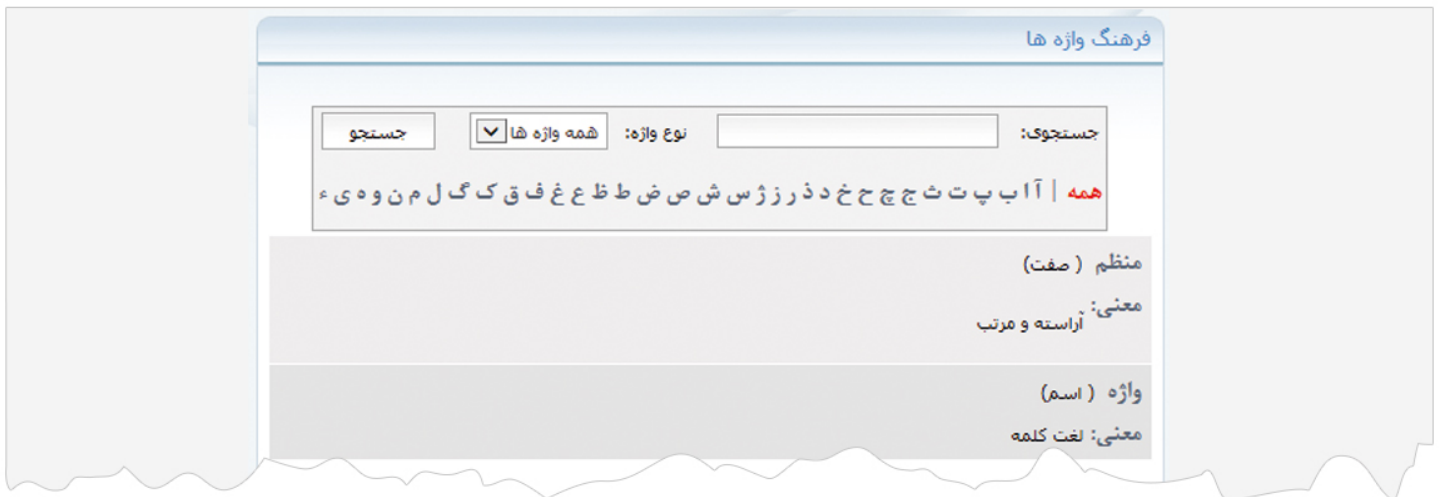 فرهنگ واژه ها
جستجوی: نوع واژه: همه واژه ها جستجو
همه | آ ا ب پ ت ث ج چ ح خ د ذ ر ز ژ س ش ص ض ط ظ ع غ ف ق ک گ ل م ن و ه ی ء
منظم ( صفت)
معنی: آراسته و مرتب
واژه ( اسم)
معنی: لغت کلمه